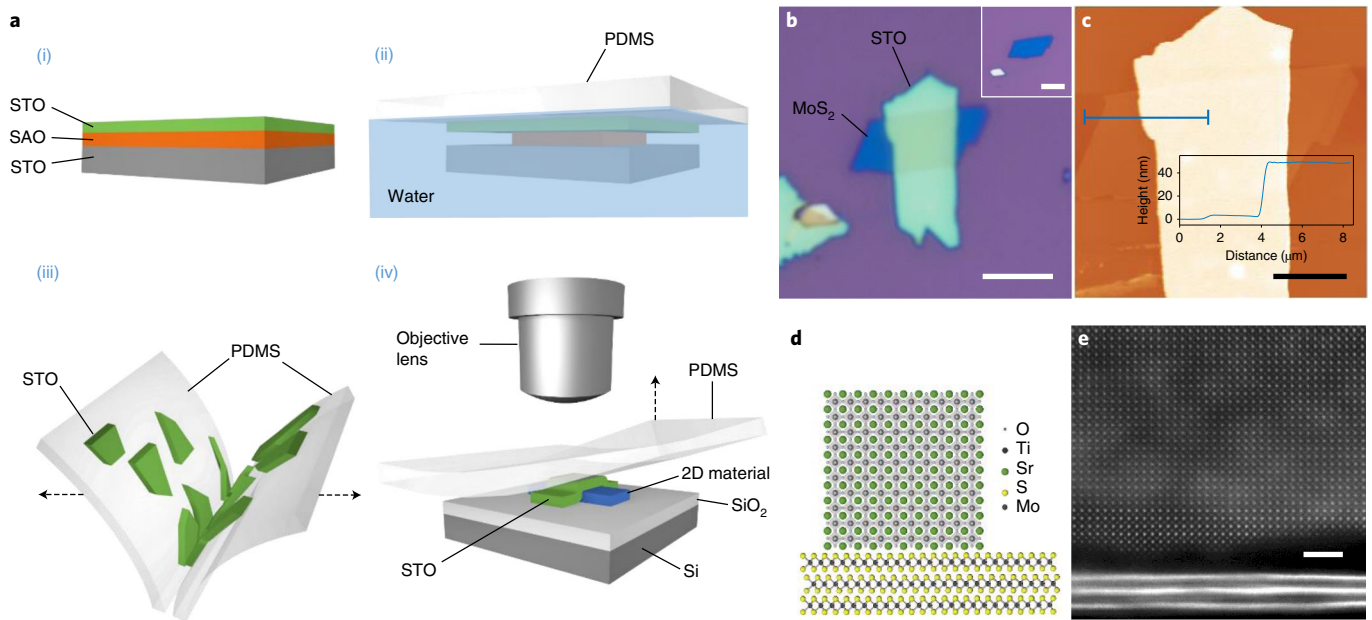 a
(i)
STO
SAO
STO
(ii)
PDMS
Water
(iii)
STO
PDMS
(iv)
Objective
lens
PDMS
2D material
SiO₂
STO
Si
b
STO
MoS₂
c
Height (nm)
40
20
0
0 2 4 6 8
Distance (μm)
d
O
Ti
Sr
S
Mo
e